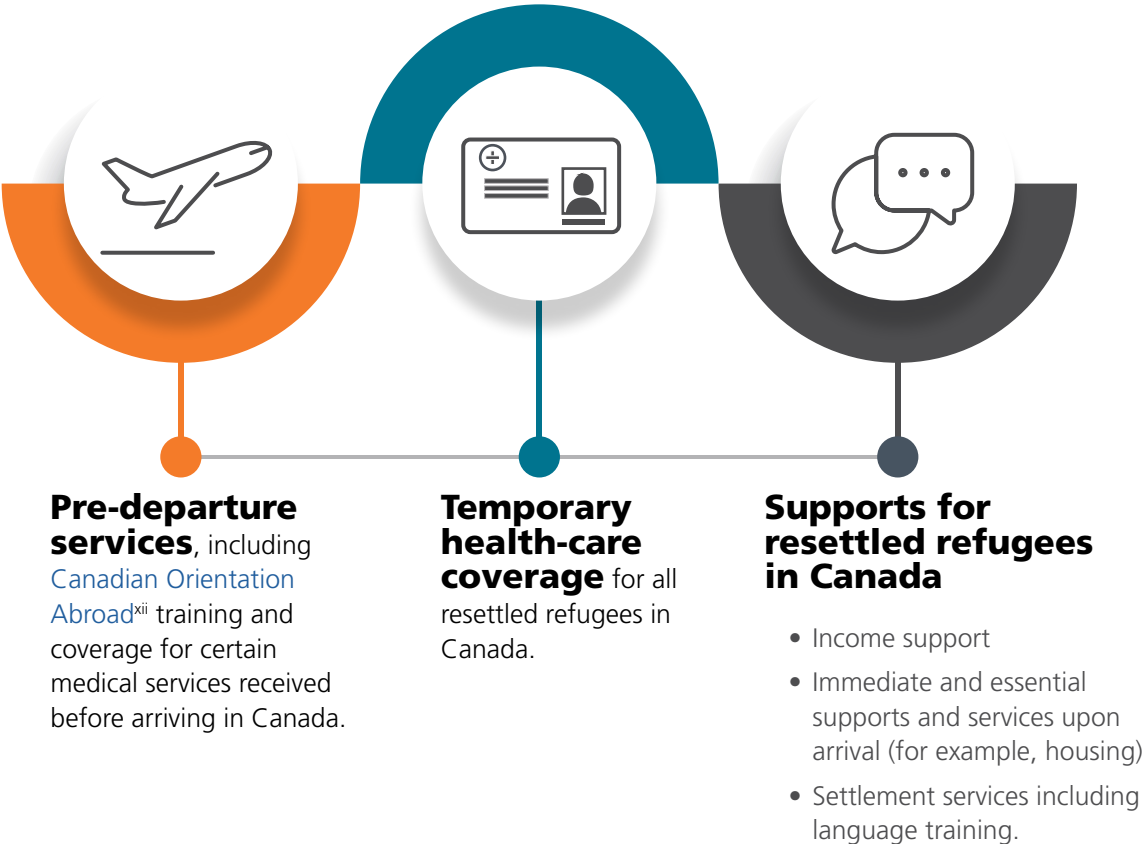 Pre-departure
services, including
Canadian Orientation
Abroadxii training and
coverage for certain
medical services received
before arriving in Canada.
Temporary
health-care
coverage for all
resettled refugees in
Canada.
Supports for
resettled refugees
in Canada
• Income support
• Immediate and essential
supports and services upon
arrival (for example, housing)
• Settlement services including
language training.